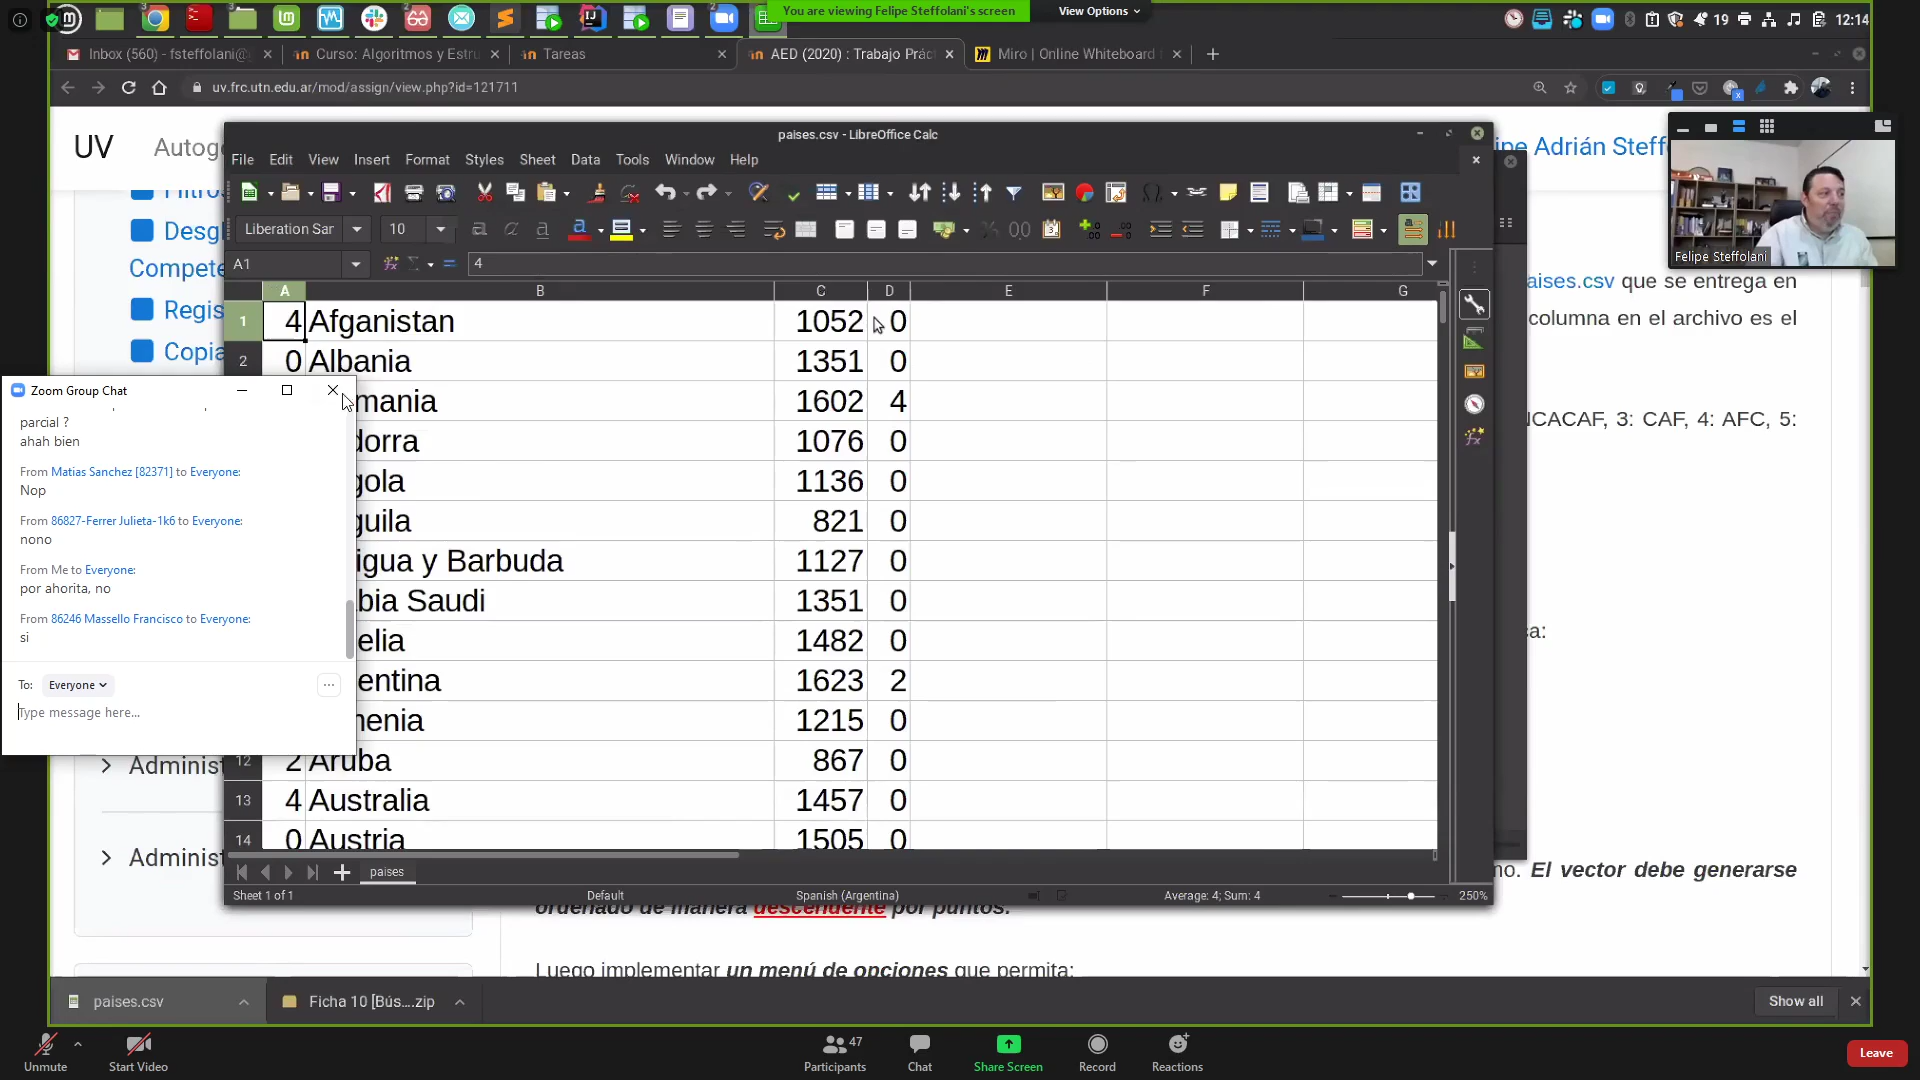 You are viewing Felipe Steffolani's screen
View Options
19
12:14
Inbox (560) - fsteffolani@
Curso: Algoritmos y Estru
Tareas
AED (2020) : Trabajo Prác
Miro | Online Whiteboard
uv.frc.utn.edu.ar/mod/assign/view.php?id=121711
UV
Autog
ipe Adrián Steff
Felipe Steffolani
paises.csv - LibreOffice Calc
File Edit View Insert Format Styles Sheet Data Tools Window Help
Liberation Sar
10
A1
4
A B C D E F G
1 4 Afganistan 1052 0
2 0 Albania 1351 0
mania 1602 4
dorra 1076 0
gola 1136 0
guila 821 0
igua y Barbuda 1127 0
bia Saudi 1351 0
elia 1482 0
entina 1623 2
menia 1215 0
12 2 Aruba 867 0
13 4 Australia 1457 0
14 0 Austria 1505 0
paises
Sheet 1 of 1
Default
Spanish (Argentina)
Average: 4; Sum: 4
250%
Filtros
Desgl
Compete
Regis
Copia
Administ
Administ
Zoom Group Chat
parcial ?
ahah bien
From Matias Sanchez [82371] to Everyone:
Nop
From 86827-Ferrer Julieta-1k6 to Everyone:
nono
From Me to Everyone:
por ahorita, no
From 86246 Massello Francisco to Everyone:
si
To: Everyone
Type message here...
aises.csv que se entrega en
columna en el archivo es el
NCACAF, 3: CAF, 4: AFC, 5:
ca:
mo. El vector debe generarse
ordenado de manera descendente por puntos.
Luego implementar un menú de opciones que permita:
paises.csv
Ficha 10 [Bús....zip
Show all
Unmute
Start Video
47
Participants
Chat
Share Screen
Record
Reactions
Leave